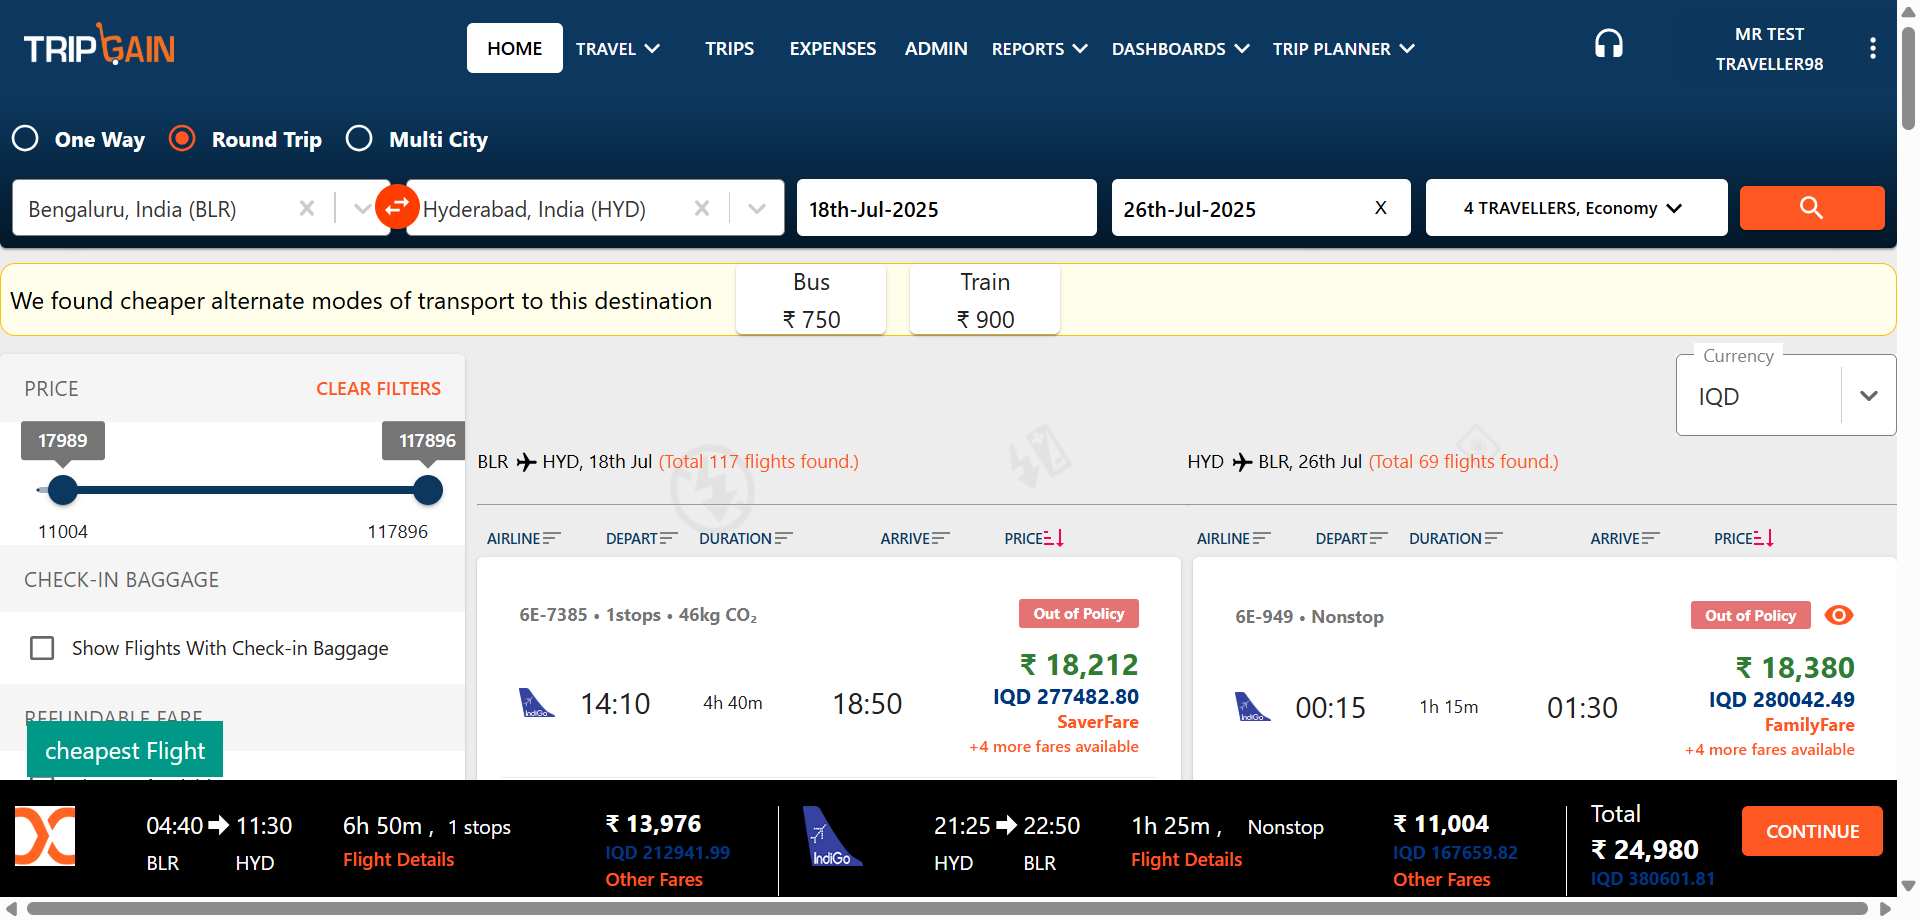 TRIPGAIN
HOME
TRAVEL
TRIPS
EXPENSES
ADMIN
REPORTS
DASHBOARDS
TRIP PLANNER
MR TEST
TRAVELLER98
One Way
Round Trip
Multi City
Bengaluru, India (BLR)
Hyderabad, India (HYD)
18th-Jul-2025
26th-Jul-2025
X
4 TRAVELLERS, Economy
We found cheaper alternate modes of transport to this destination
Bus
₹ 750
Train
₹ 900
PRICE
CLEAR FILTERS
17989
117896
11004
117896
CHECK-IN BAGGAGE
Show Flights With Check-in Baggage
REFUNDABLE FARE
cheapest Flight
Currency
IQD
BLR HYD, 18th Jul (Total 117 flights found.)
AIRLINE
DEPART
DURATION
ARRIVE
PRICE
6E-7385 • 1stops • 46kg CO₂
Out of Policy
IndiGo
14:10
4h 40m
18:50
₹ 18,212
IQD 277482.80
SaverFare
+4 more fares available
HYD BLR, 26th Jul (Total 69 flights found.)
AIRLINE
DEPART
DURATION
ARRIVE
PRICE
6E-949 • Nonstop
Out of Policy
IndiGo
00:15
1h 15m
01:30
₹ 18,380
IQD 280042.49
FamilyFare
+4 more fares available
04:40 11:30
BLR HYD
6h 50m , 1 stops
Flight Details
₹ 13,976
IQD 212941.99
Other Fares
IndiGo
21:25 22:50
HYD BLR
1h 25m , Nonstop
Flight Details
₹ 11,004
IQD 167659.82
Other Fares
Total
₹ 24,980
IQD 380601.81
CONTINUE